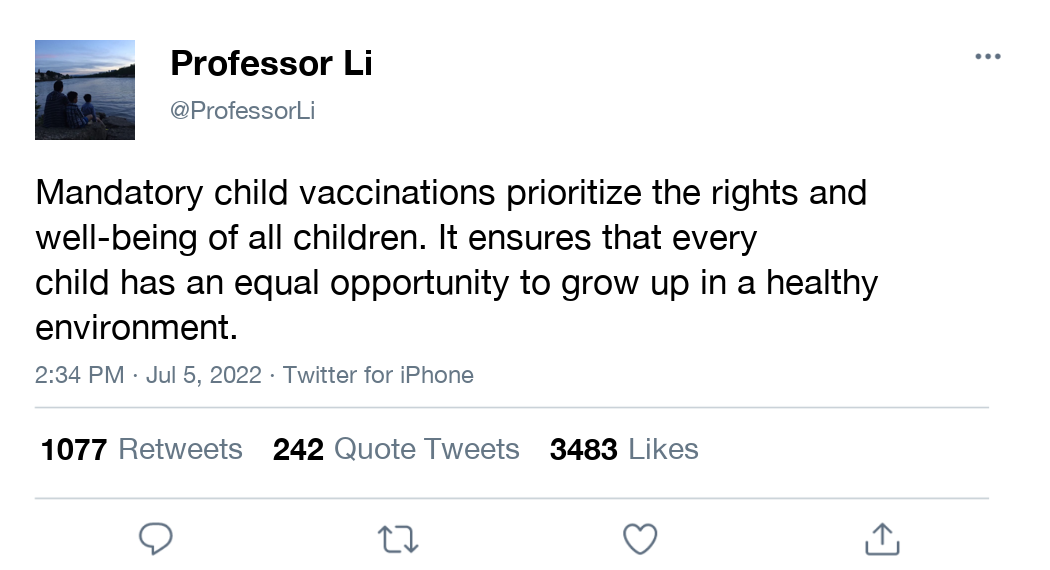 Professor Li
@ProfessorLi
Mandatory child vaccinations prioritize the rights and
well-being of all children. It ensures that every
child has an equal opportunity to grow up in a healthy
environment.
2:34 PM · Jul 5, 2022 · Twitter for iPhone
1077 Retweets 242 Quote Tweets 3483 Likes